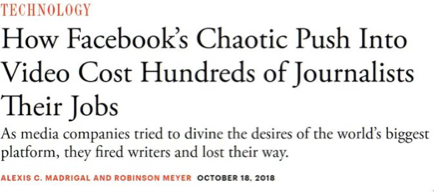 TECHNOLOGY
How Facebook's Chaotic Push Into
Video Cost Hundreds of Journalists
Their Jobs
As media companies tried to divine the desires of the world's biggest
platform, they fired writers and lost their way.
ALEXIS C. MADRIGAL AND ROBINSON MEYER OCTOBER 18, 2018